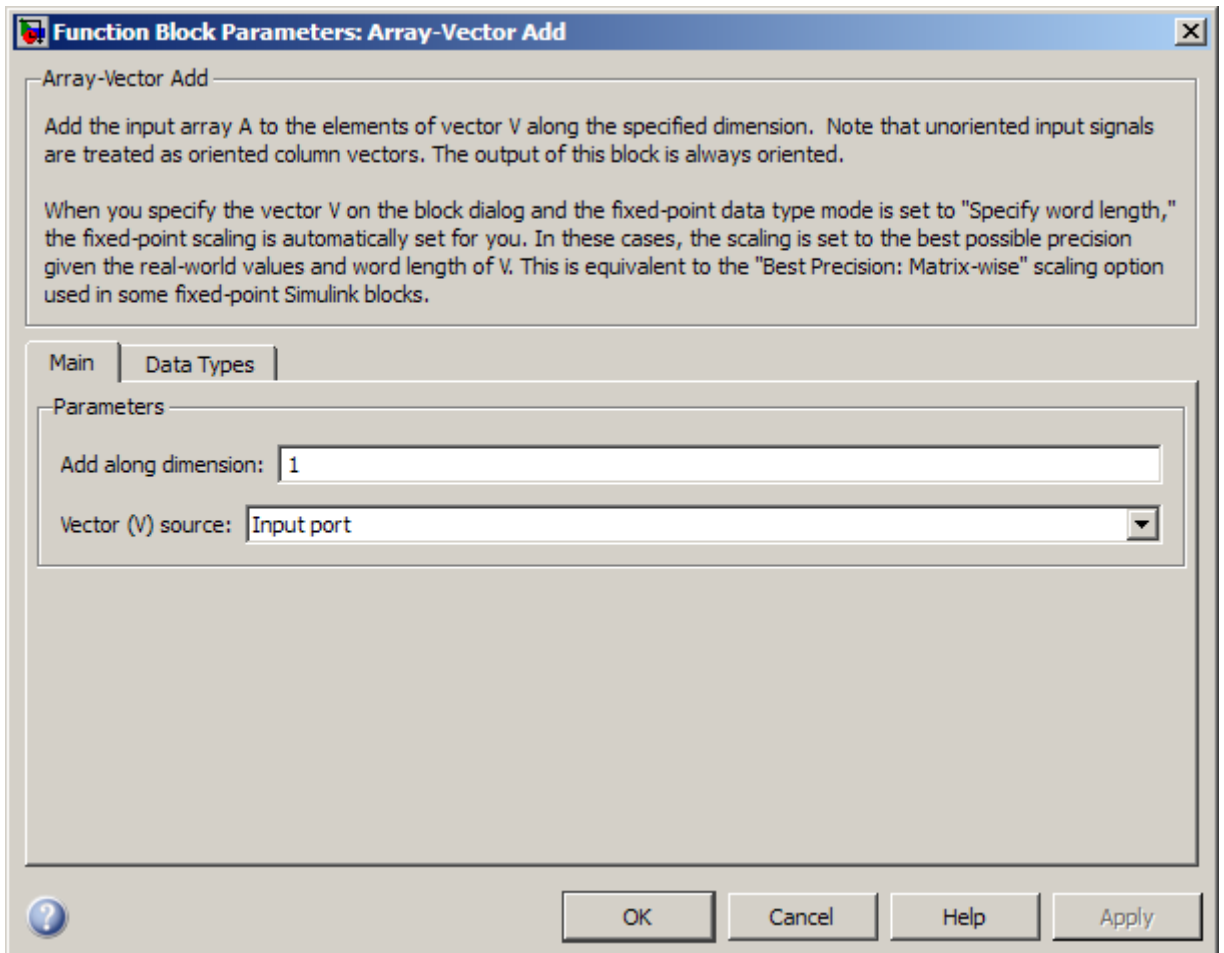 Function Block Parameters: Array-Vector Add
Array-Vector Add
Add the input array A to the elements of vector V along the specified dimension.  Note that unoriented input signals
are treated as oriented column vectors. The output of this block is always oriented.
When you specify the vector V on the block dialog and the fixed-point data type mode is set to "Specify word length,"
the fixed-point scaling is automatically set for you. In these cases, the scaling is set to the best possible precision
given the real-world values and word length of V. This is equivalent to the "Best Precision: Matrix-wise" scaling option
used in some fixed-point Simulink blocks.
Main Data Types
Parameters
Add along dimension: 1
Vector (V) source: Input port
? OK Cancel Help Apply